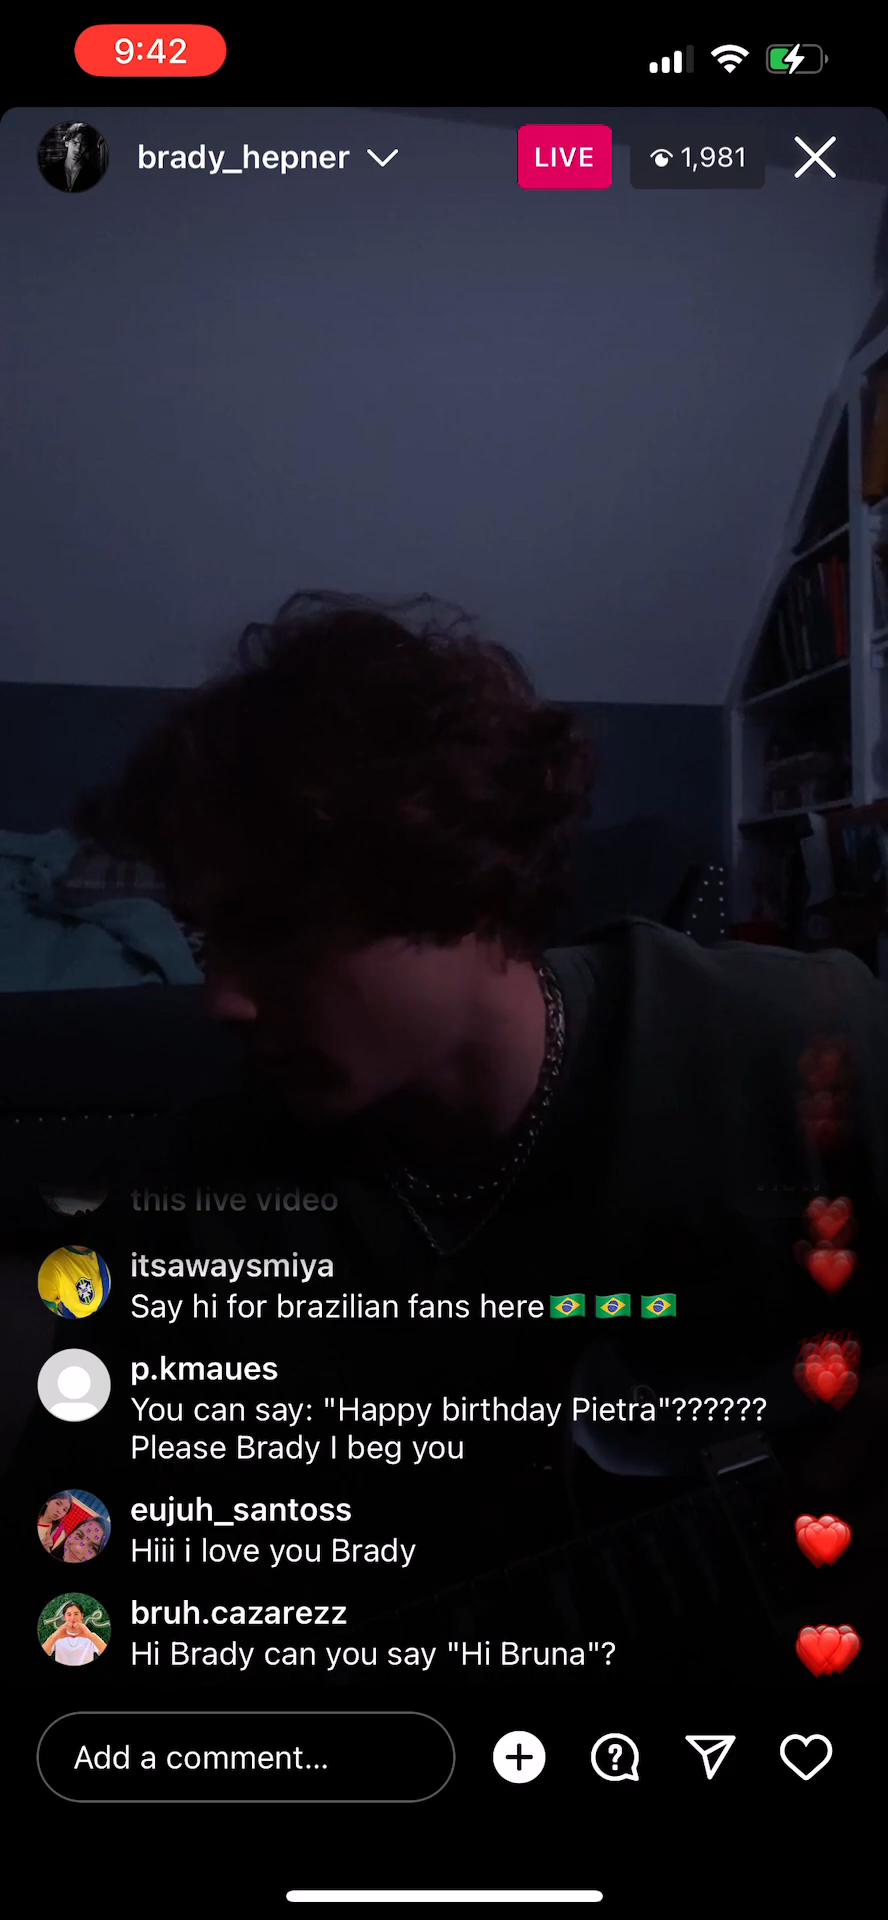 9:42
brady_hepner
LIVE
1,981
this live video
itsawaysmiya
Say hi for brazilian fans here🇧🇷 🇧🇷 🇧🇷
p.kmaues
You can say: "Happy birthday Pietra"??????
Please Brady I beg you
eujuh_santoss
Hiii i love you Brady
bruh.cazarezz
Hi Brady can you say "Hi Bruna"?
Add a comment...